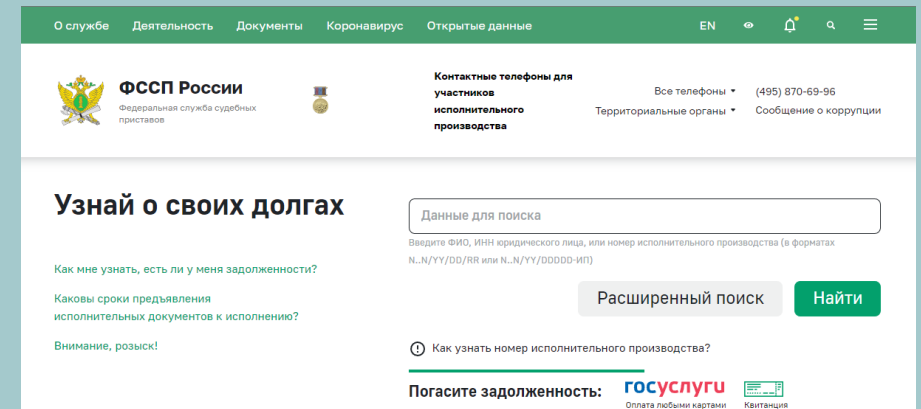 О службе Деятельность Документы Коронавирус Открытые данные EN
ФССП России
Федеральная служба судебных
приставов
Контактные телефоны для
участников
исполнительного
производства
Все телефоны
Территориальные органы
(495) 870-69-96
Сообщение о коррупции
Узнай о своих долгах
Как мне узнать, есть ли у меня задолженности?
Каковы сроки предъявления
исполнительных документов к исполнению?
Внимание, розыск!
Данные для поиска
Введите ФИО, ИНН юридического лица, или номер исполнительного производства (в форматах
N..N/YY/DD/RR или N..N/YY/DDDDD-ИП)
Расширенный поиск Найти
Как узнать номер исполнительного производства?
Погасите задолженность: госуслуги
Оплата любыми картами Квитанция